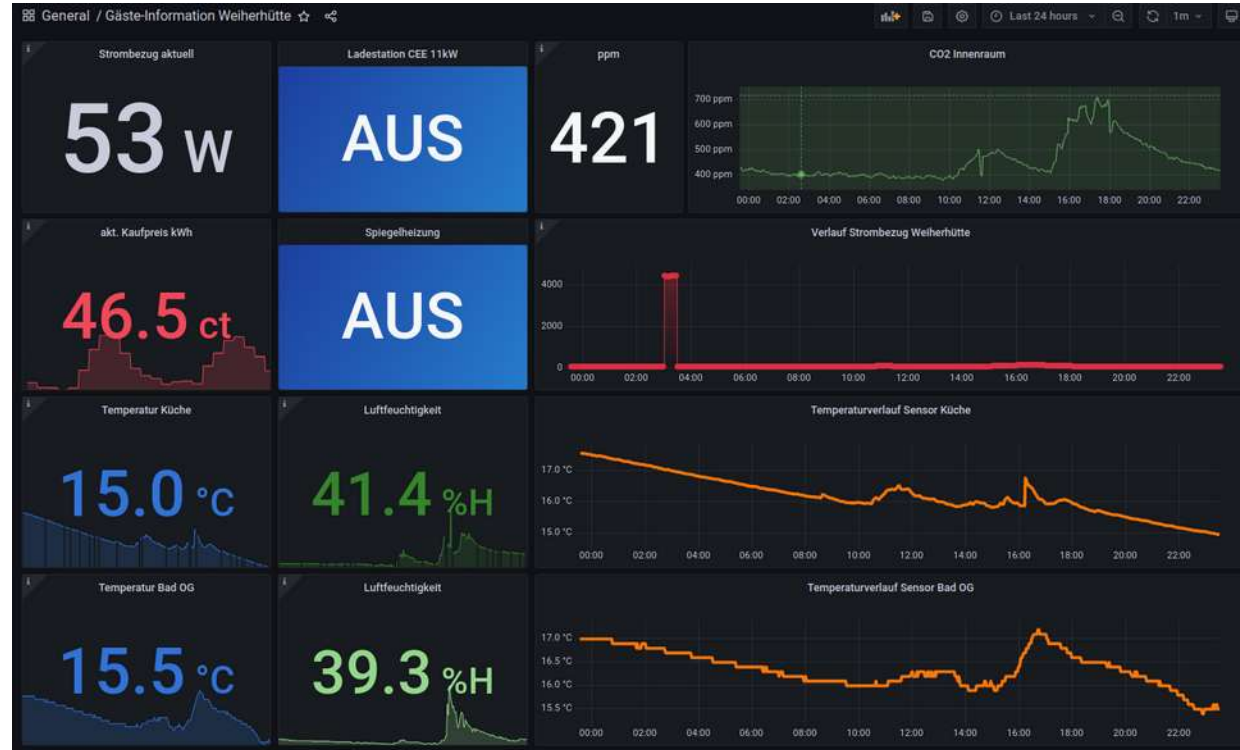 General / Gäste-Information Weiherhütte
Last 24 hours
1m
Strombezug aktuell
53 W
Ladestation CEE 11kW
AUS
ppm
421
CO2 Innenraum
700 ppm
600 ppm
500 ppm
400 ppm
00:00 02:00 04:00 06:00 08:00 10:00 12:00 14:00 16:00 18:00 20:00 22:00
akt. Kaufpreis kWh
46.5 ct
Spiegelheizung
AUS
Verlauf Strombezug Weiherhütte
4000
2000
0
00:00 02:00 04:00 06:00 08:00 10:00 12:00 14:00 16:00 18:00 20:00 22:00
Temperatur Küche
15.0 °C
Luftfeuchtigkeit
41.4 %H
Temperaturverlauf Sensor Küche
17.0 °C
16.0 °C
15.0 °C
00:00 02:00 04:00 06:00 08:00 10:00 12:00 14:00 16:00 18:00 20:00 22:00
Temperatur Bad OG
15.5 °C
Luftfeuchtigkeit
39.3 %H
Temperaturverlauf Sensor Bad OG
17.0 °C
16.5 °C
16.0 °C
15.5 °C
00:00 02:00 04:00 06:00 08:00 10:00 12:00 14:00 16:00 18:00 20:00 22:00